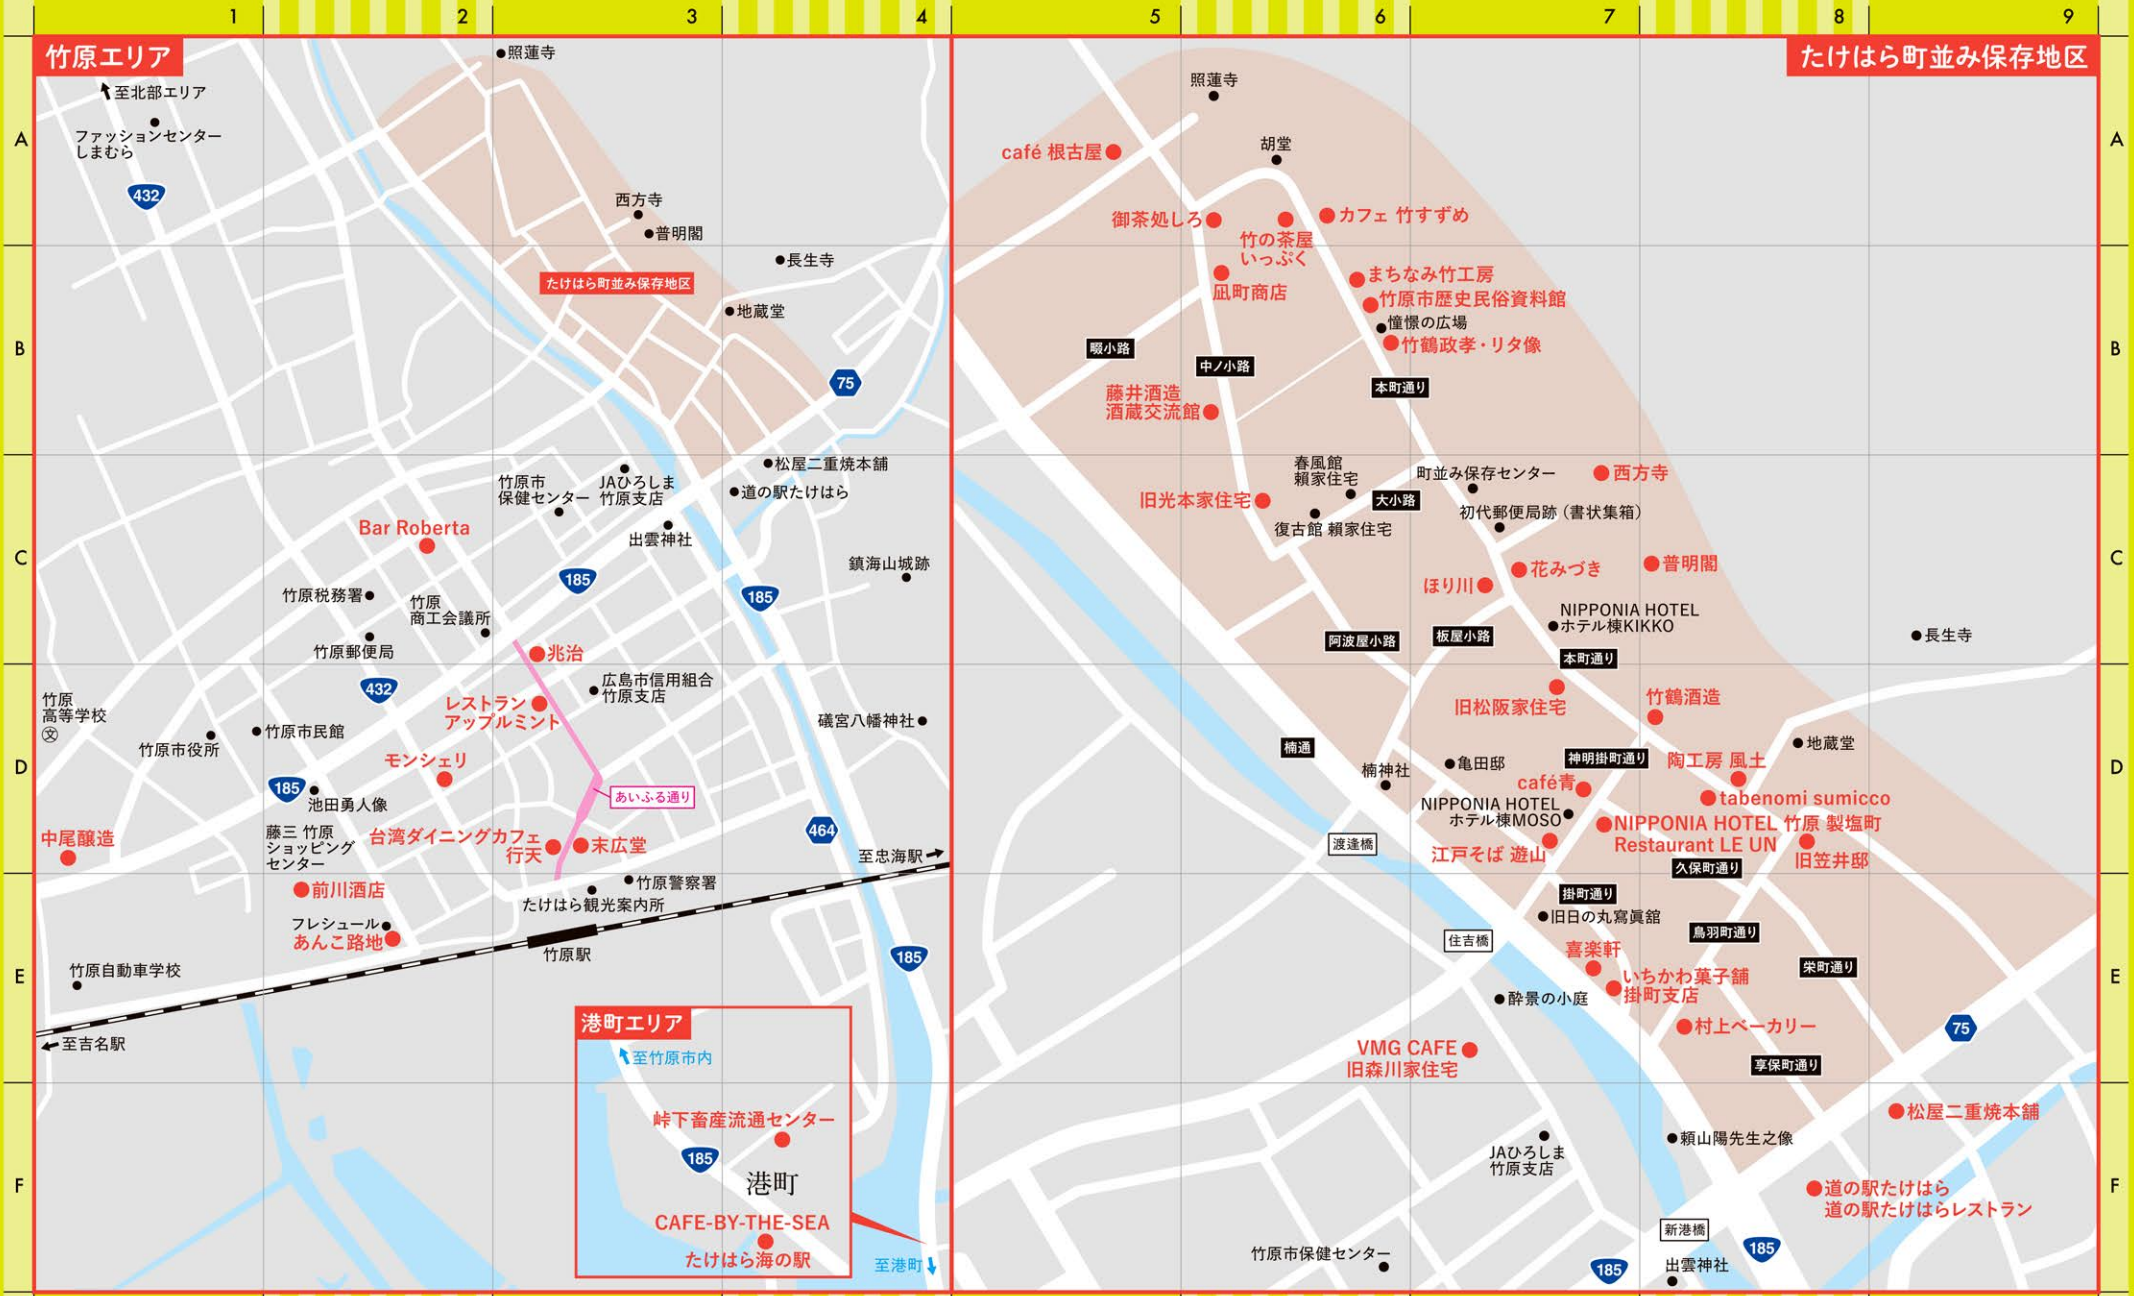 1
2
3
4
5
6
7
8
9
A
B
C
D
E
F
竹原エリア
至北部エリア
ファッションセンター
しまむら
432
照蓮寺
西方寺
普明閣
長生寺
たけはら町並み保存地区
地蔵堂
75
松屋二重焼本舗
道の駅たけはら
竹原市
保健センター
JAひろしま
竹原支店
出雲神社
Bar Roberta
185
185
鎮海山城跡
竹原税務署
竹原
商工会議所
竹原郵便局
兆治
432
広島市信用組合
竹原支店
レストラン
アップルミント
竹原
高等学校
文
竹原市役所
竹原市民館
礒宮八幡神社
モンシェリ
185
池田勇人像
あいふる通り
中尾醸造
藤三 竹原
ショッピング
センター
台湾ダイニングカフェ
行天
末広堂
464
至忠海駅
前川酒店
竹原警察署
たけはら観光案内所
フレシュール
あんこ路地
竹原駅
185
竹原自動車学校
至吉名駅
港町エリア
至竹原市内
峠下畜産流通センター
185
港町
CAFE-BY-THE-SEA
たけはら海の駅
至港町
たけはら町並み保存地区
照蓮寺
café 根古屋
胡堂
御茶処しろ
カフェ 竹すずめ
竹の茶屋
いっぷく
凪町商店
まちなみ竹工房
竹原市歴史民俗資料館
憧憬の広場
竹鶴政孝・リタ像
畷小路
中ノ小路
本町通り
藤井酒造
酒蔵交流館
春風館
頼家住宅
町並み保存センター
西方寺
旧光本家住宅
大小路
初代郵便局跡（書状集箱）
復古館 頼家住宅
花みづき
普明閣
ほり川
NIPPONIA HOTEL
ホテル棟KIKKO
阿波屋小路
板屋小路
長生寺
本町通り
旧松阪家住宅
竹鶴酒造
楠通
地蔵堂
楠神社
亀田邸
神明掛町通り
陶工房 風土
café青
tabenomi sumicco
NIPPONIA HOTEL
ホテル棟MOSO
NIPPONIA HOTEL 竹原 製塩町
Restaurant LE UN
渡逢橋
江戸そば 遊山
旧笠井邸
久保町通り
掛町通り
旧日の丸寫眞舘
鳥羽町通り
住吉橋
喜楽軒
いちかわ菓子舗
掛町支店
栄町通り
酔景の小庭
村上ベーカリー
75
VMG CAFE
旧森川家住宅
享保町通り
松屋二重焼本舗
頼山陽先生之像
JAひろしま
竹原支店
道の駅たけはら
道の駅たけはらレストラン
新港橋
竹原市保健センター
185
出雲神社
185
A
B
C
D
E
F